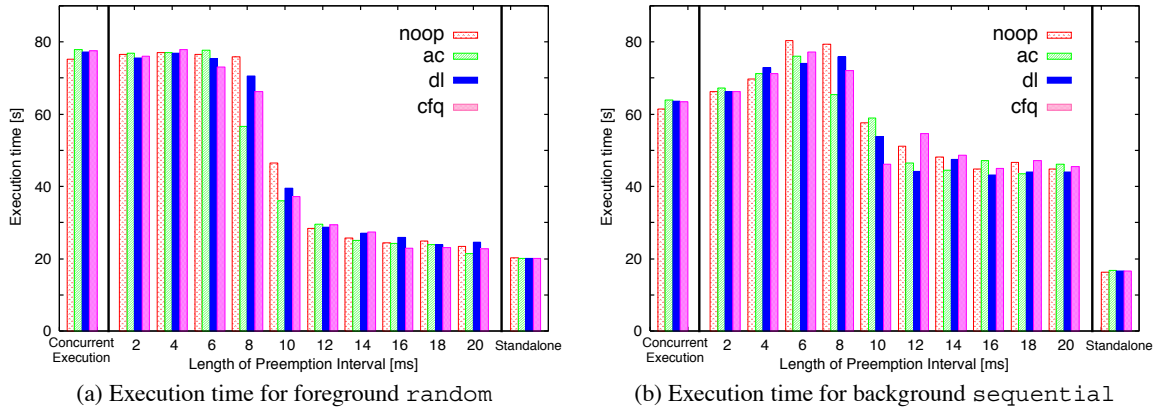 80
60
40
20
0
Execution time [s]
noop
ac
dl
cfq
Concurrent
Execution
2 4 6 8 10 12 14 16 18 20
Standalone
Length of Preemption Interval [ms]
(a) Execution time for foreground random
80
60
40
20
0
Execution time [s]
noop
ac
dl
cfq
Concurrent
Execution
2 4 6 8 10 12 14 16 18 20
Standalone
Length of Preemption Interval [ms]
(b) Execution time for background sequential